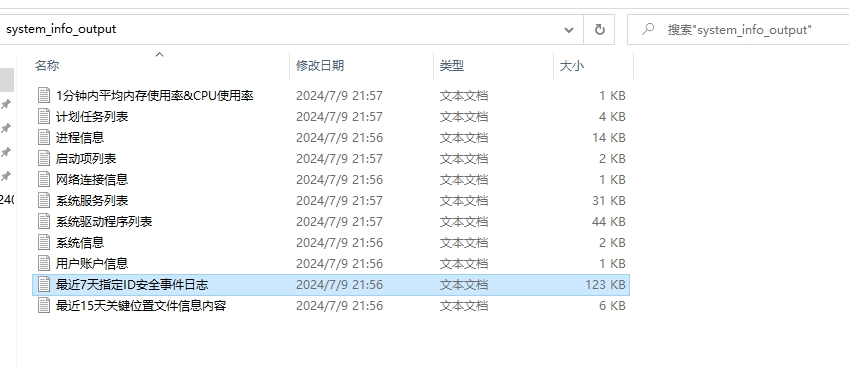 system_info_output
搜索"system_info_output"
名称 修改日期 类型 大小
1分钟内平均内存使用率&CPU使用率 2024/7/9 21:57 文本文档 1 KB
计划任务列表 2024/7/9 21:57 文本文档 4 KB
进程信息 2024/7/9 21:56 文本文档 14 KB
启动项列表 2024/7/9 21:57 文本文档 2 KB
网络连接信息 2024/7/9 21:56 文本文档 1 KB
系统服务列表 2024/7/9 21:57 文本文档 31 KB
系统驱动程序列表 2024/7/9 21:57 文本文档 44 KB
系统信息 2024/7/9 21:56 文本文档 2 KB
用户账户信息 2024/7/9 21:56 文本文档 1 KB
最近7天指定ID安全事件日志 2024/7/9 21:56 文本文档 123 KB
最近15天关键位置文件信息内容 2024/7/9 21:56 文本文档 6 KB